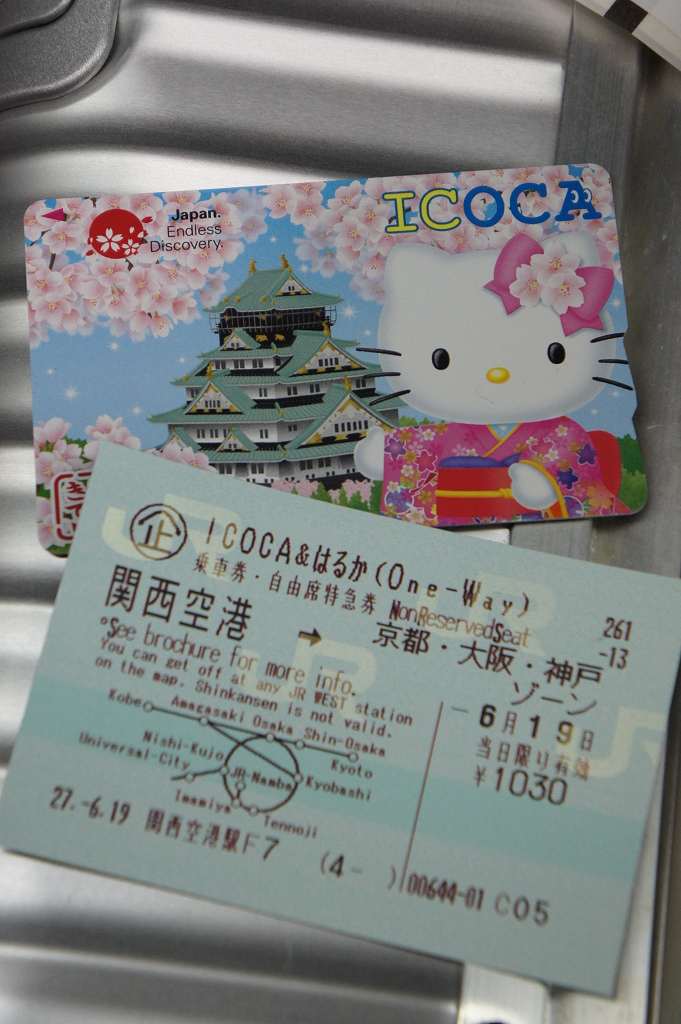 ICOCA
Japan.
Endless
Discovery.
企 ICOCA&はるか(One-Way)
乗車券・自由席特急券 NonReservedSeat
261
-13
関西空港 → 京都・大阪・神戸
ゾーン
*See brochure for more info.
You can get off at any JR WEST station
on the map. Shinkansen is not valid.
-6月19日
当日限り有効
¥1030
Kobe
Amagasaki Osaka Shin-Osaka
Nishi-Kujo
Kyoto
Universal-City
JR-Namba
Kyobashi
Imamiya
Tennoji
27.-6.19 関西空港駅F7 (4- ) 00644-01 C05